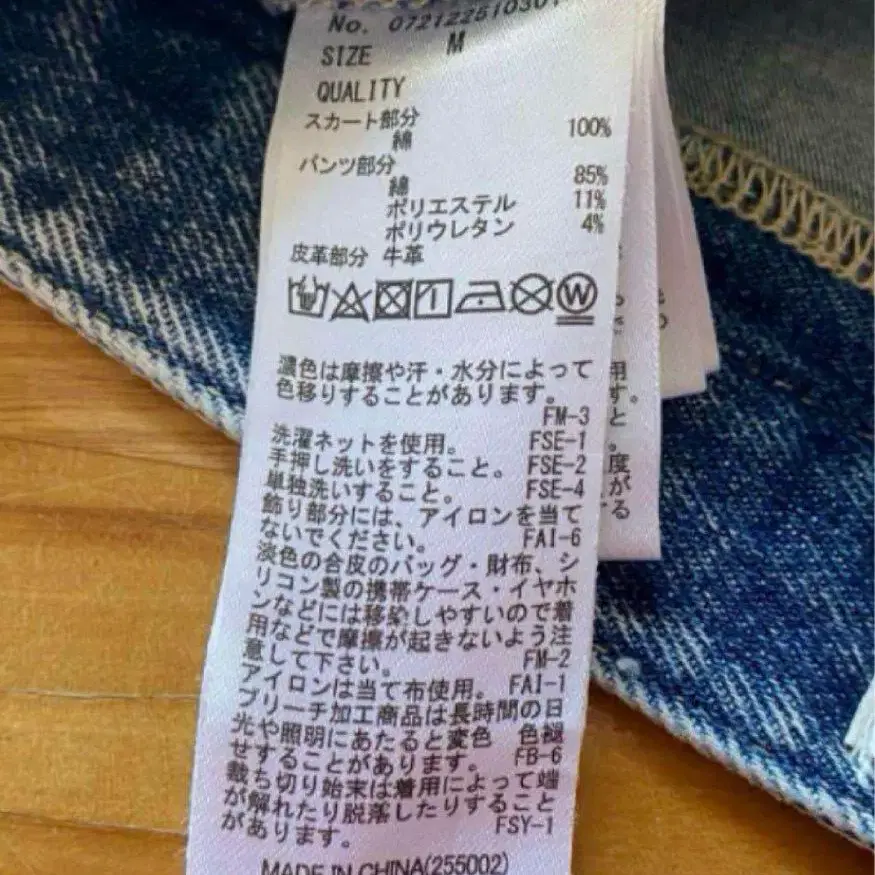 No. 072122510301
SIZE M
QUALITY
スカート部分
綿 100%
パンツ部分
綿 85%
ポリエステル 11%
ポリウレタン 4%
皮革部分 牛革
W
濃色は摩擦や汗・水分によって
色移りすることがあります。
FM-3
洗濯ネットを使用。 FSE-1
手押し洗いをすること。 FSE-2
単独洗いすること。 FSE-4
飾り部分には、アイロンを当て
ないでください。 FAI-6
淡色の合皮のバッグ・財布、シ
リコン製の携帯ケース・イヤホ
ンなどには移染しやすいので着
用などで摩擦が起きないよう注
意して下さい。 FM-2
アイロンは当て布使用。 FAI-1
ブリーチ加工商品は長時間の日
光や照明にあたると変色 色褪
せすることがあります。 FB-6
裁ち切り始末は着用によって端
が解れたり脱落したりすること
があります。 FSY-1
MADE IN CHINA(255002)
用
す。
と
。
度
が
る